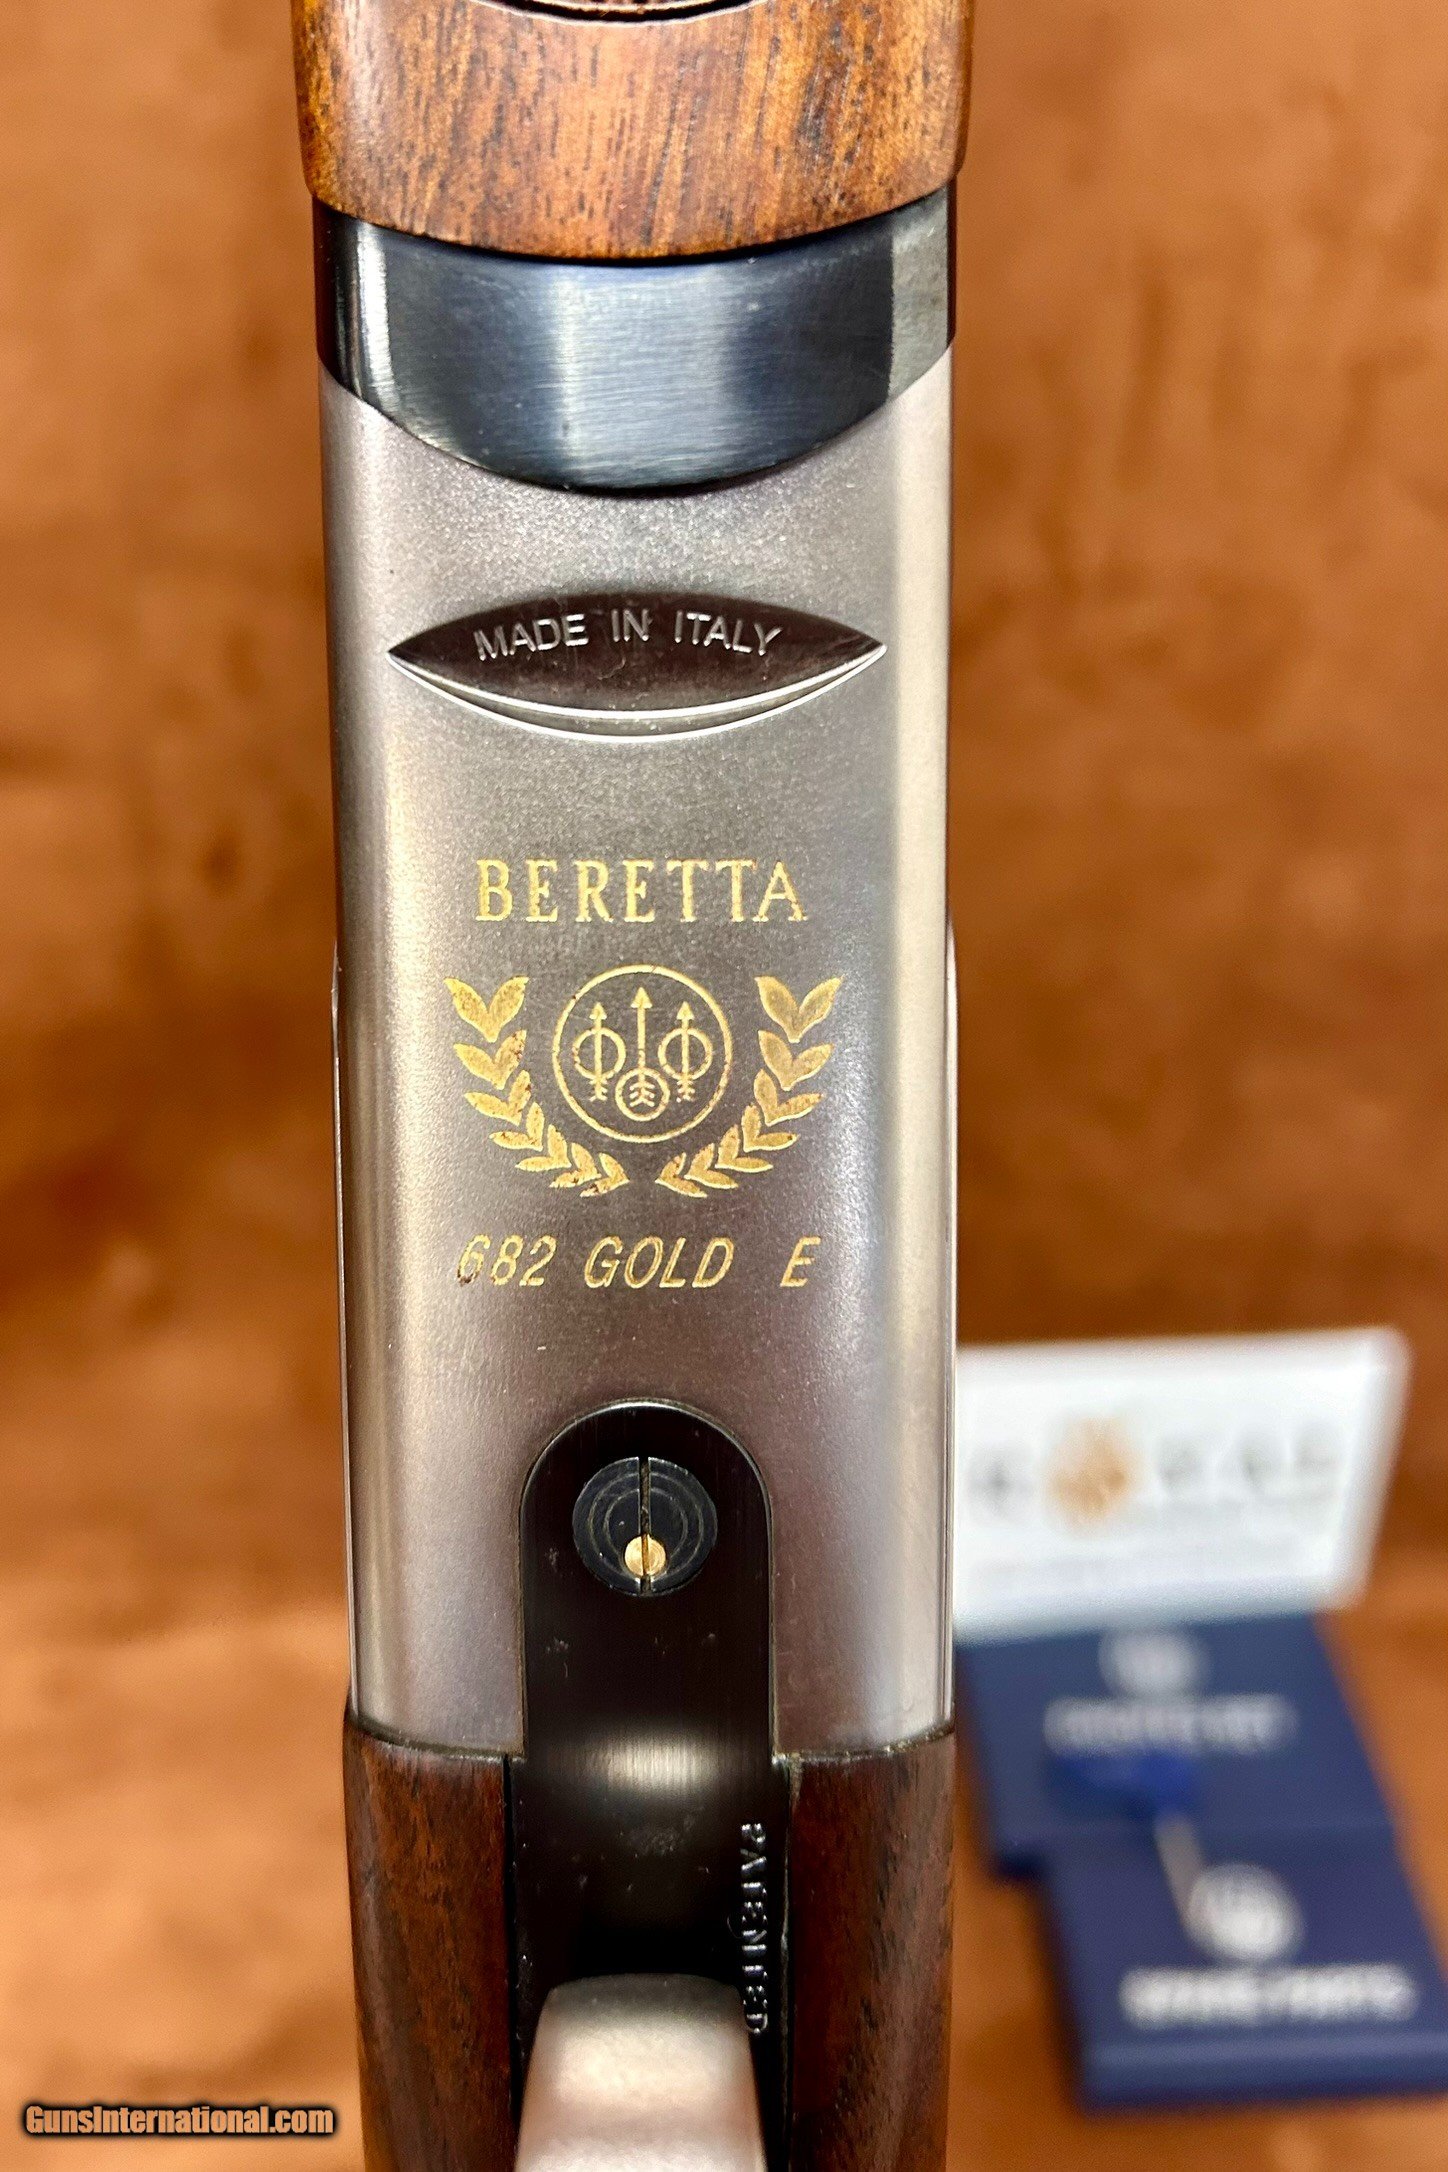 MADE IN ITALY
BERETTA
682 GOLD E
PATENTED
GunsInternational.com